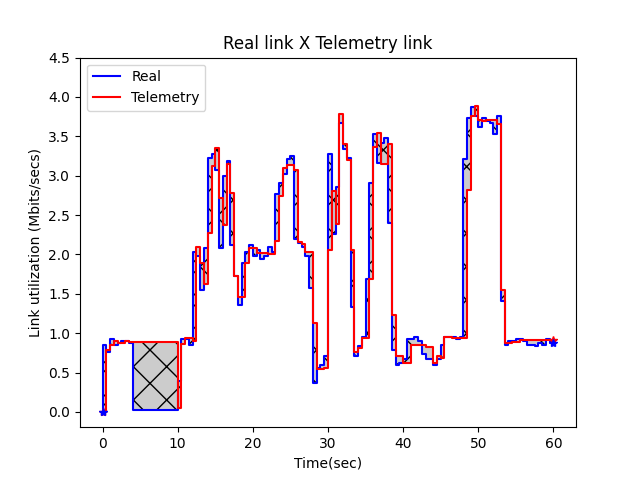 Real link X Telemetry link
Real
Telemetry
Link utilization (Mbits/secs)
4.5
4.0
3.5
3.0
2.5
2.0
1.5
1.0
0.5
0.0
0 10 20 30 40 50 60
Time(sec)